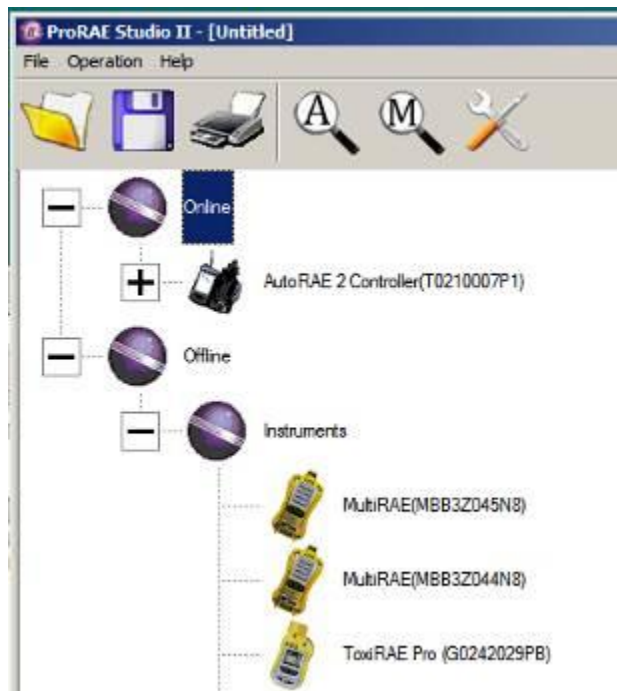 ProRAE Studio II - [Untitled]
File Operation Help
A M
Online
AutoRAE 2 Controller(T0210007P1)
Offline
Instruments
MultiRAE(MBB3Z045N8)
MultiRAE(MBB3Z044N8)
ToxiRAE Pro (G0242029PB)